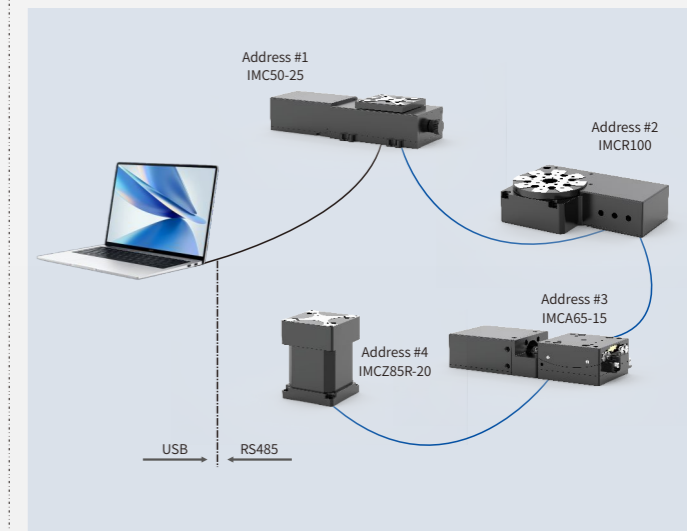 Address #1
IMC50-25
Address #2
IMCR100
Address #3
IMCA65-15
Address #4
IMCZ85R-20
USB
RS485